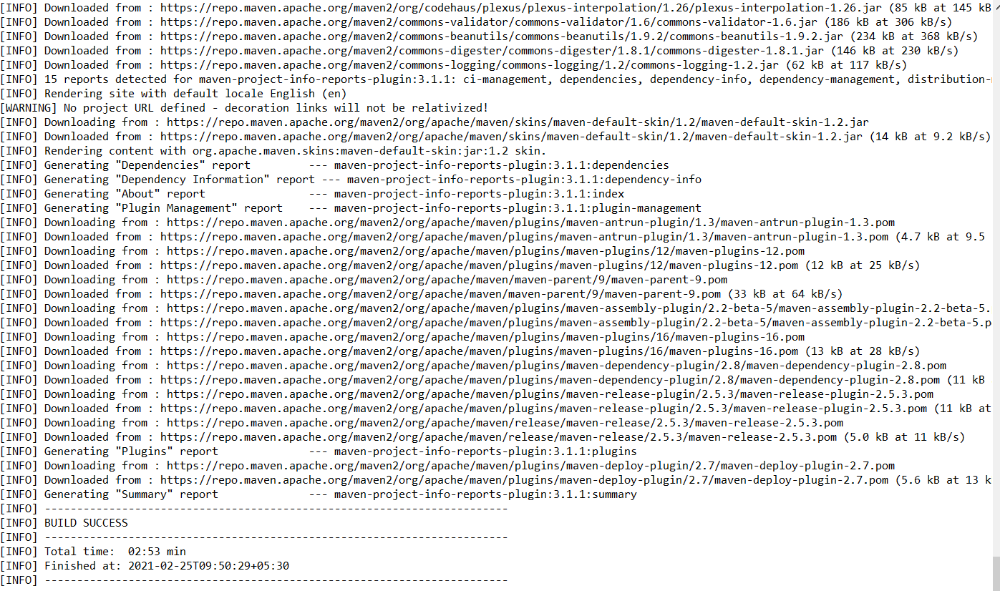 [INFO] Downloaded from : https://repo.maven.apache.org/maven2/org/codehaus/plexus/plexus-interpolation/1.26/plexus-interpolation-1.26.jar (85 kB at 145 kB
[INFO] Downloaded from : https://repo.maven.apache.org/maven2/commons-validator/commons-validator/1.6/commons-validator-1.6.jar (186 kB at 306 kB/s)
[INFO] Downloaded from : https://repo.maven.apache.org/maven2/commons-beanutils/commons-beanutils/1.9.2/commons-beanutils-1.9.2.jar (234 kB at 368 kB/s)
[INFO] Downloaded from : https://repo.maven.apache.org/maven2/commons-digester/commons-digester/1.8.1/commons-digester-1.8.1.jar (146 kB at 230 kB/s)
[INFO] Downloaded from : https://repo.maven.apache.org/maven2/commons-logging/commons-logging/1.2/commons-logging-1.2.jar (62 kB at 117 kB/s)
[INFO] 15 reports detected for maven-project-info-reports-plugin:3.1.1: ci-management, dependencies, dependency-info, dependency-management, distribution-
[INFO] Rendering site with default locale English (en)
[WARNING] No project URL defined - decoration links will not be relativized!
[INFO] Downloading from : https://repo.maven.apache.org/maven2/org/apache/maven/skins/maven-default-skin/1.2/maven-default-skin-1.2.jar
[INFO] Downloaded from : https://repo.maven.apache.org/maven2/org/apache/maven/skins/maven-default-skin/1.2/maven-default-skin-1.2.jar (14 kB at 9.2 kB/s)
[INFO] Rendering content with org.apache.maven.skins:maven-default-skin:jar:1.2 skin.
[INFO] Generating "Dependencies" report         --- maven-project-info-reports-plugin:3.1.1:dependencies
[INFO] Generating "Dependency Information" report --- maven-project-info-reports-plugin:3.1.1:dependency-info
[INFO] Generating "About" report                --- maven-project-info-reports-plugin:3.1.1:index
[INFO] Generating "Plugin Management" report    --- maven-project-info-reports-plugin:3.1.1:plugin-management
[INFO] Downloading from : https://repo.maven.apache.org/maven2/org/apache/maven/plugins/maven-antrun-plugin/1.3/maven-antrun-plugin-1.3.pom
[INFO] Downloaded from : https://repo.maven.apache.org/maven2/org/apache/maven/plugins/maven-antrun-plugin/1.3/maven-antrun-plugin-1.3.pom (4.7 kB at 9.5
[INFO] Downloading from : https://repo.maven.apache.org/maven2/org/apache/maven/plugins/maven-plugins/12/maven-plugins-12.pom
[INFO] Downloaded from : https://repo.maven.apache.org/maven2/org/apache/maven/plugins/maven-plugins/12/maven-plugins-12.pom (12 kB at 25 kB/s)
[INFO] Downloading from : https://repo.maven.apache.org/maven2/org/apache/maven/maven-parent/9/maven-parent-9.pom
[INFO] Downloaded from : https://repo.maven.apache.org/maven2/org/apache/maven/maven-parent/9/maven-parent-9.pom (33 kB at 64 kB/s)
[INFO] Downloading from : https://repo.maven.apache.org/maven2/org/apache/maven/plugins/maven-assembly-plugin/2.2-beta-5/maven-assembly-plugin-2.2-beta-5.
[INFO] Downloaded from : https://repo.maven.apache.org/maven2/org/apache/maven/plugins/maven-assembly-plugin/2.2-beta-5/maven-assembly-plugin-2.2-beta-5.p
[INFO] Downloading from : https://repo.maven.apache.org/maven2/org/apache/maven/plugins/maven-plugins/16/maven-plugins-16.pom
[INFO] Downloaded from : https://repo.maven.apache.org/maven2/org/apache/maven/plugins/maven-plugins/16/maven-plugins-16.pom (13 kB at 28 kB/s)
[INFO] Downloading from : https://repo.maven.apache.org/maven2/org/apache/maven/plugins/maven-dependency-plugin/2.8/maven-dependency-plugin-2.8.pom
[INFO] Downloaded from : https://repo.maven.apache.org/maven2/org/apache/maven/plugins/maven-dependency-plugin/2.8/maven-dependency-plugin-2.8.pom (11 kB
[INFO] Downloading from : https://repo.maven.apache.org/maven2/org/apache/maven/plugins/maven-release-plugin/2.5.3/maven-release-plugin-2.5.3.pom
[INFO] Downloaded from : https://repo.maven.apache.org/maven2/org/apache/maven/plugins/maven-release-plugin/2.5.3/maven-release-plugin-2.5.3.pom (11 kB at
[INFO] Downloading from : https://repo.maven.apache.org/maven2/org/apache/maven/release/maven-release/2.5.3/maven-release-2.5.3.pom
[INFO] Downloaded from : https://repo.maven.apache.org/maven2/org/apache/maven/release/maven-release/2.5.3/maven-release-2.5.3.pom (5.0 kB at 11 kB/s)
[INFO] Generating "Plugins" report              --- maven-project-info-reports-plugin:3.1.1:plugins
[INFO] Downloading from : https://repo.maven.apache.org/maven2/org/apache/maven/plugins/maven-deploy-plugin/2.7/maven-deploy-plugin-2.7.pom
[INFO] Downloaded from : https://repo.maven.apache.org/maven2/org/apache/maven/plugins/maven-deploy-plugin/2.7/maven-deploy-plugin-2.7.pom (5.6 kB at 13 k
[INFO] Generating "Summary" report              --- maven-project-info-reports-plugin:3.1.1:summary
[INFO] ------------------------------------------------------------------------
[INFO] BUILD SUCCESS
[INFO] ------------------------------------------------------------------------
[INFO] Total time:  02:53 min
[INFO] Finished at: 2021-02-25T09:50:29+05:30
[INFO] ------------------------------------------------------------------------